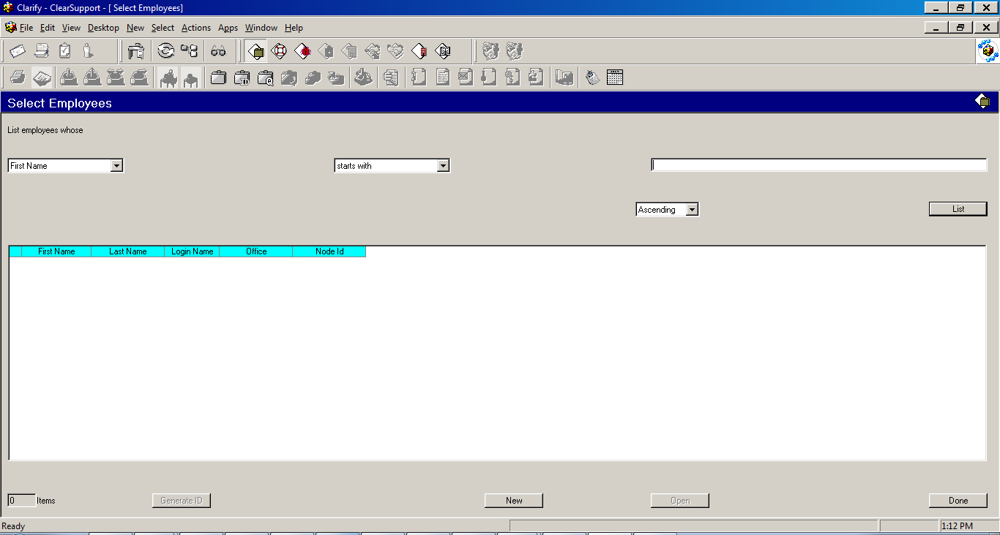 Clarify - ClearSupport - [ Select Employees]
File Edit View Desktop New Select Actions Apps Window Help
Select Employees
List employees whose
First Name starts with
Ascending List
First Name Last Name Login Name Office Node Id
0 Items Generate ID New Open Done
Ready 1:12 PM